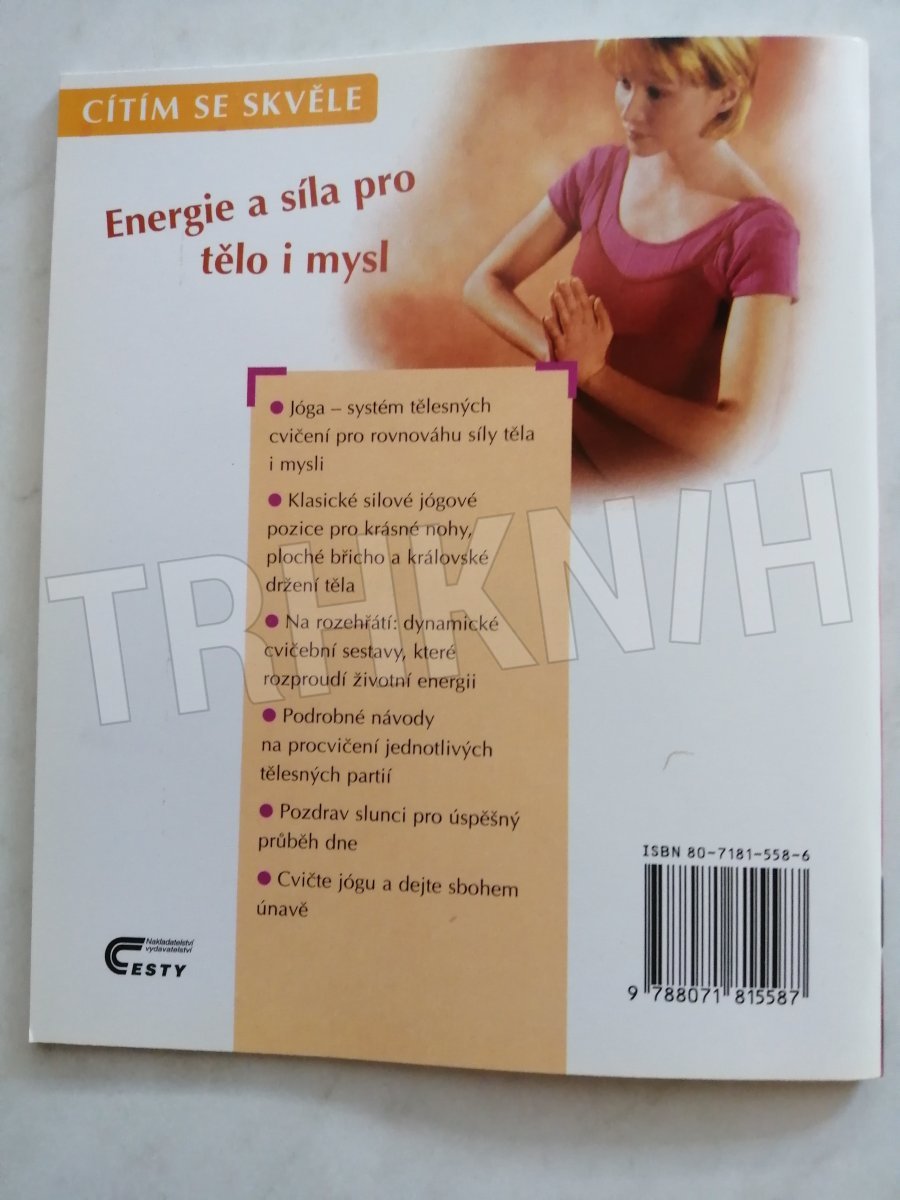 CÍTÍM SE SKVĚLE
Energie a síla pro
tělo i mysl
● Jóga – systém tělesných
cvičení pro rovnováhu síly těla
i mysli
● Klasické silové jógové
pozice pro krásné nohy,
ploché břicho a královské
držení těla
● Na rozehřátí: dynamické
cvičební sestavy, které
rozproudí životní energii
● Podrobné návody
na procvičení jednotlivých
tělesných partií
● Pozdrav slunci pro úspěšný
průběh dne
● Cvičte jógu a dejte sbohem
únavě
TRHKNIH
Nakladatelství
vydavatelství
CESTY
ISBN 80-7181-558-6
9 788071 815587